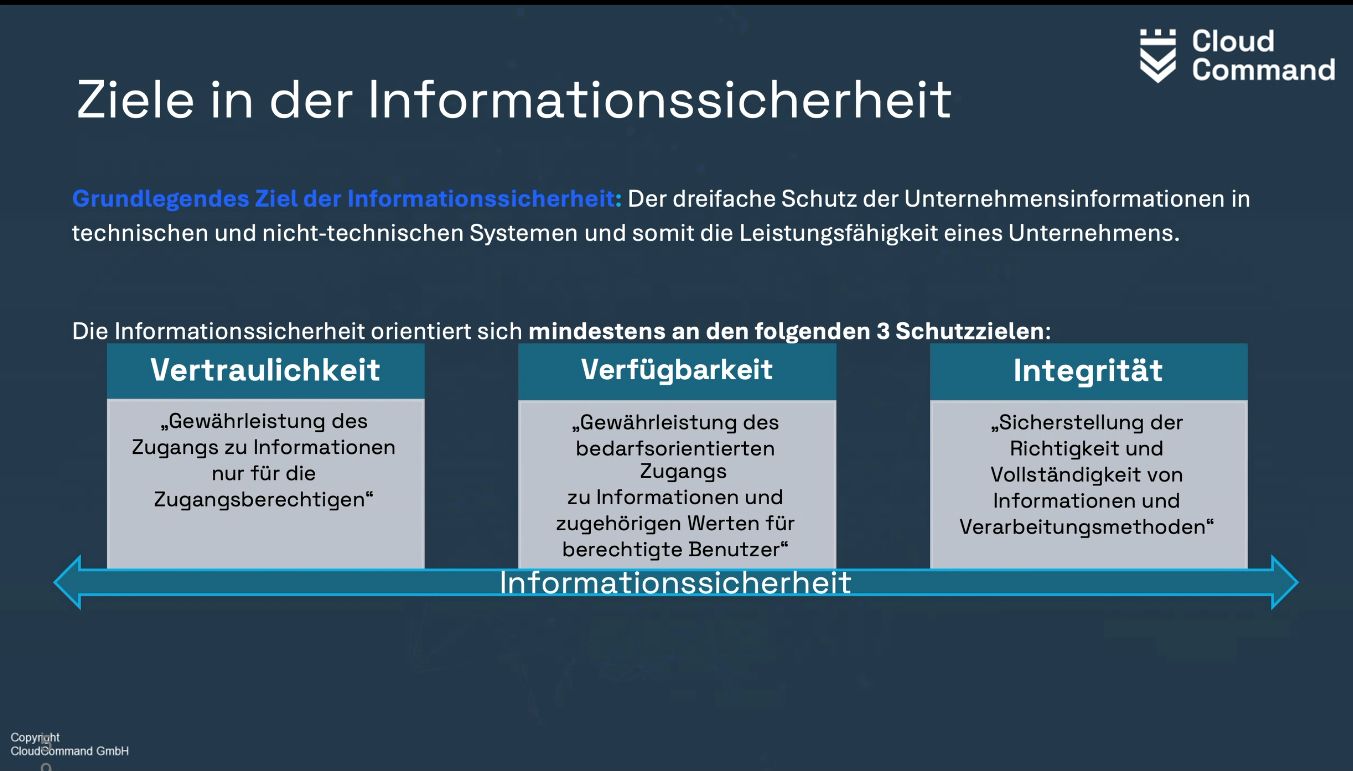 Cloud
Command
Ziele in der Informationssicherheit
Grundlegendes Ziel der Informationssicherheit: Der dreifache Schutz der Unternehmensinformationen in
technischen und nicht-technischen Systemen und somit die Leistungsfähigkeit eines Unternehmens.
Die Informationssicherheit orientiert sich mindestens an den folgenden 3 Schutzzielen:
Vertraulichkeit
„Gewährleistung des
Zugangs zu Informationen
nur für die
Zugangsberechtigen“
Verfügbarkeit
„Gewährleistung des
bedarfsorientierten
Zugangs
zu Informationen und
zugehörigen Werten für
berechtigte Benutzer“
Integrität
„Sicherstellung der
Richtigkeit und
Vollständigkeit von
Informationen und
Verarbeitungsmethoden“
Informationssicherheit
Copyright
CloudCommand GmbH